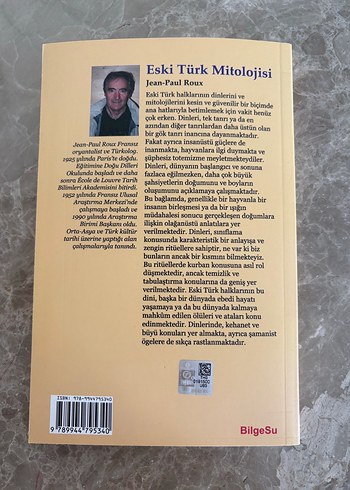 Eski Türk Mitolojisi
Jean-Paul Roux
Eski Türk halklarının dinlerini ve
mitolojilerini kesin ve güvenilir bir biçimde
ana hatlarıyla betimlemek için vakit henüz
çok erken. Dinleri, tek tanrı ya da en
azından diğer tanrılardan daha üstün olan
bir gök tanrı inancına dayanmaktadır.
Fakat ayrıca insanüstü güçlere de
inanmakta, hayvanlara ilgi duymakta ve
şüphesiz totemizme meyletmekteydiler.
Dinleri, dünyanın başlangıcı ve sonuna
fazlaca eğilmezken, daha çok büyük
şahsiyetlerin doğumunu ve boyların
oluşumunu açıklamaya çalışmaktadır.
Bu bağlamda, genellikle bir hayvanla bir
insanın birleşmesi ya da bir ışığın
müdahalesi sonucu gerçekleşen doğumlara
ilişkin olağanüstü anlatılara yer
verilmektedir. Dinleri, sınıflama
konusunda karakteristik bir anlayışa ve
zengin ritüellere sahiptir, ne var ki biz
bunların ancak bir kısmını bilmekteyiz.
Bu ritüellerde kurban konusuna asıl rol
düşmektedir, ancak temizlik ve
tabulaştırma konularına da geniş yer
verilmektedir. Eski Türk halklarının bu
dini, başka bir dünyada ebedi hayatı
yaşamaya ya da bu dünyada kalmaya
mahkûm edilen ölüleri ve ataları konu
edinmektedir. Dinlerinde, kehanet ve
büyü konuları yer almakta, ayrıca şamanist
ögelere de sıkça rastlanmaktadır.
Jean-Paul Roux Fransız
oryantalist ve Türkolog.
1925 yılında Paris'te doğdu.
Eğitimine Doğu Dilleri
Okulunda başladı ve daha
sonra École de Louvre Tarih
Bilimleri Akademisini bitirdi.
1952 yılında Fransız Ulusal
Araştırma Merkezi'nde
çalışmaya başladı ve
1990 yılında Araştırma
Birimi Başkanı oldu.
Orta-Asya ve Türk kültür
tarihi üzerine yaptığı alan
çalışmalarıyla tanındı.
ISBN: 978-9944795340
9 789944 795340
BilgeSu